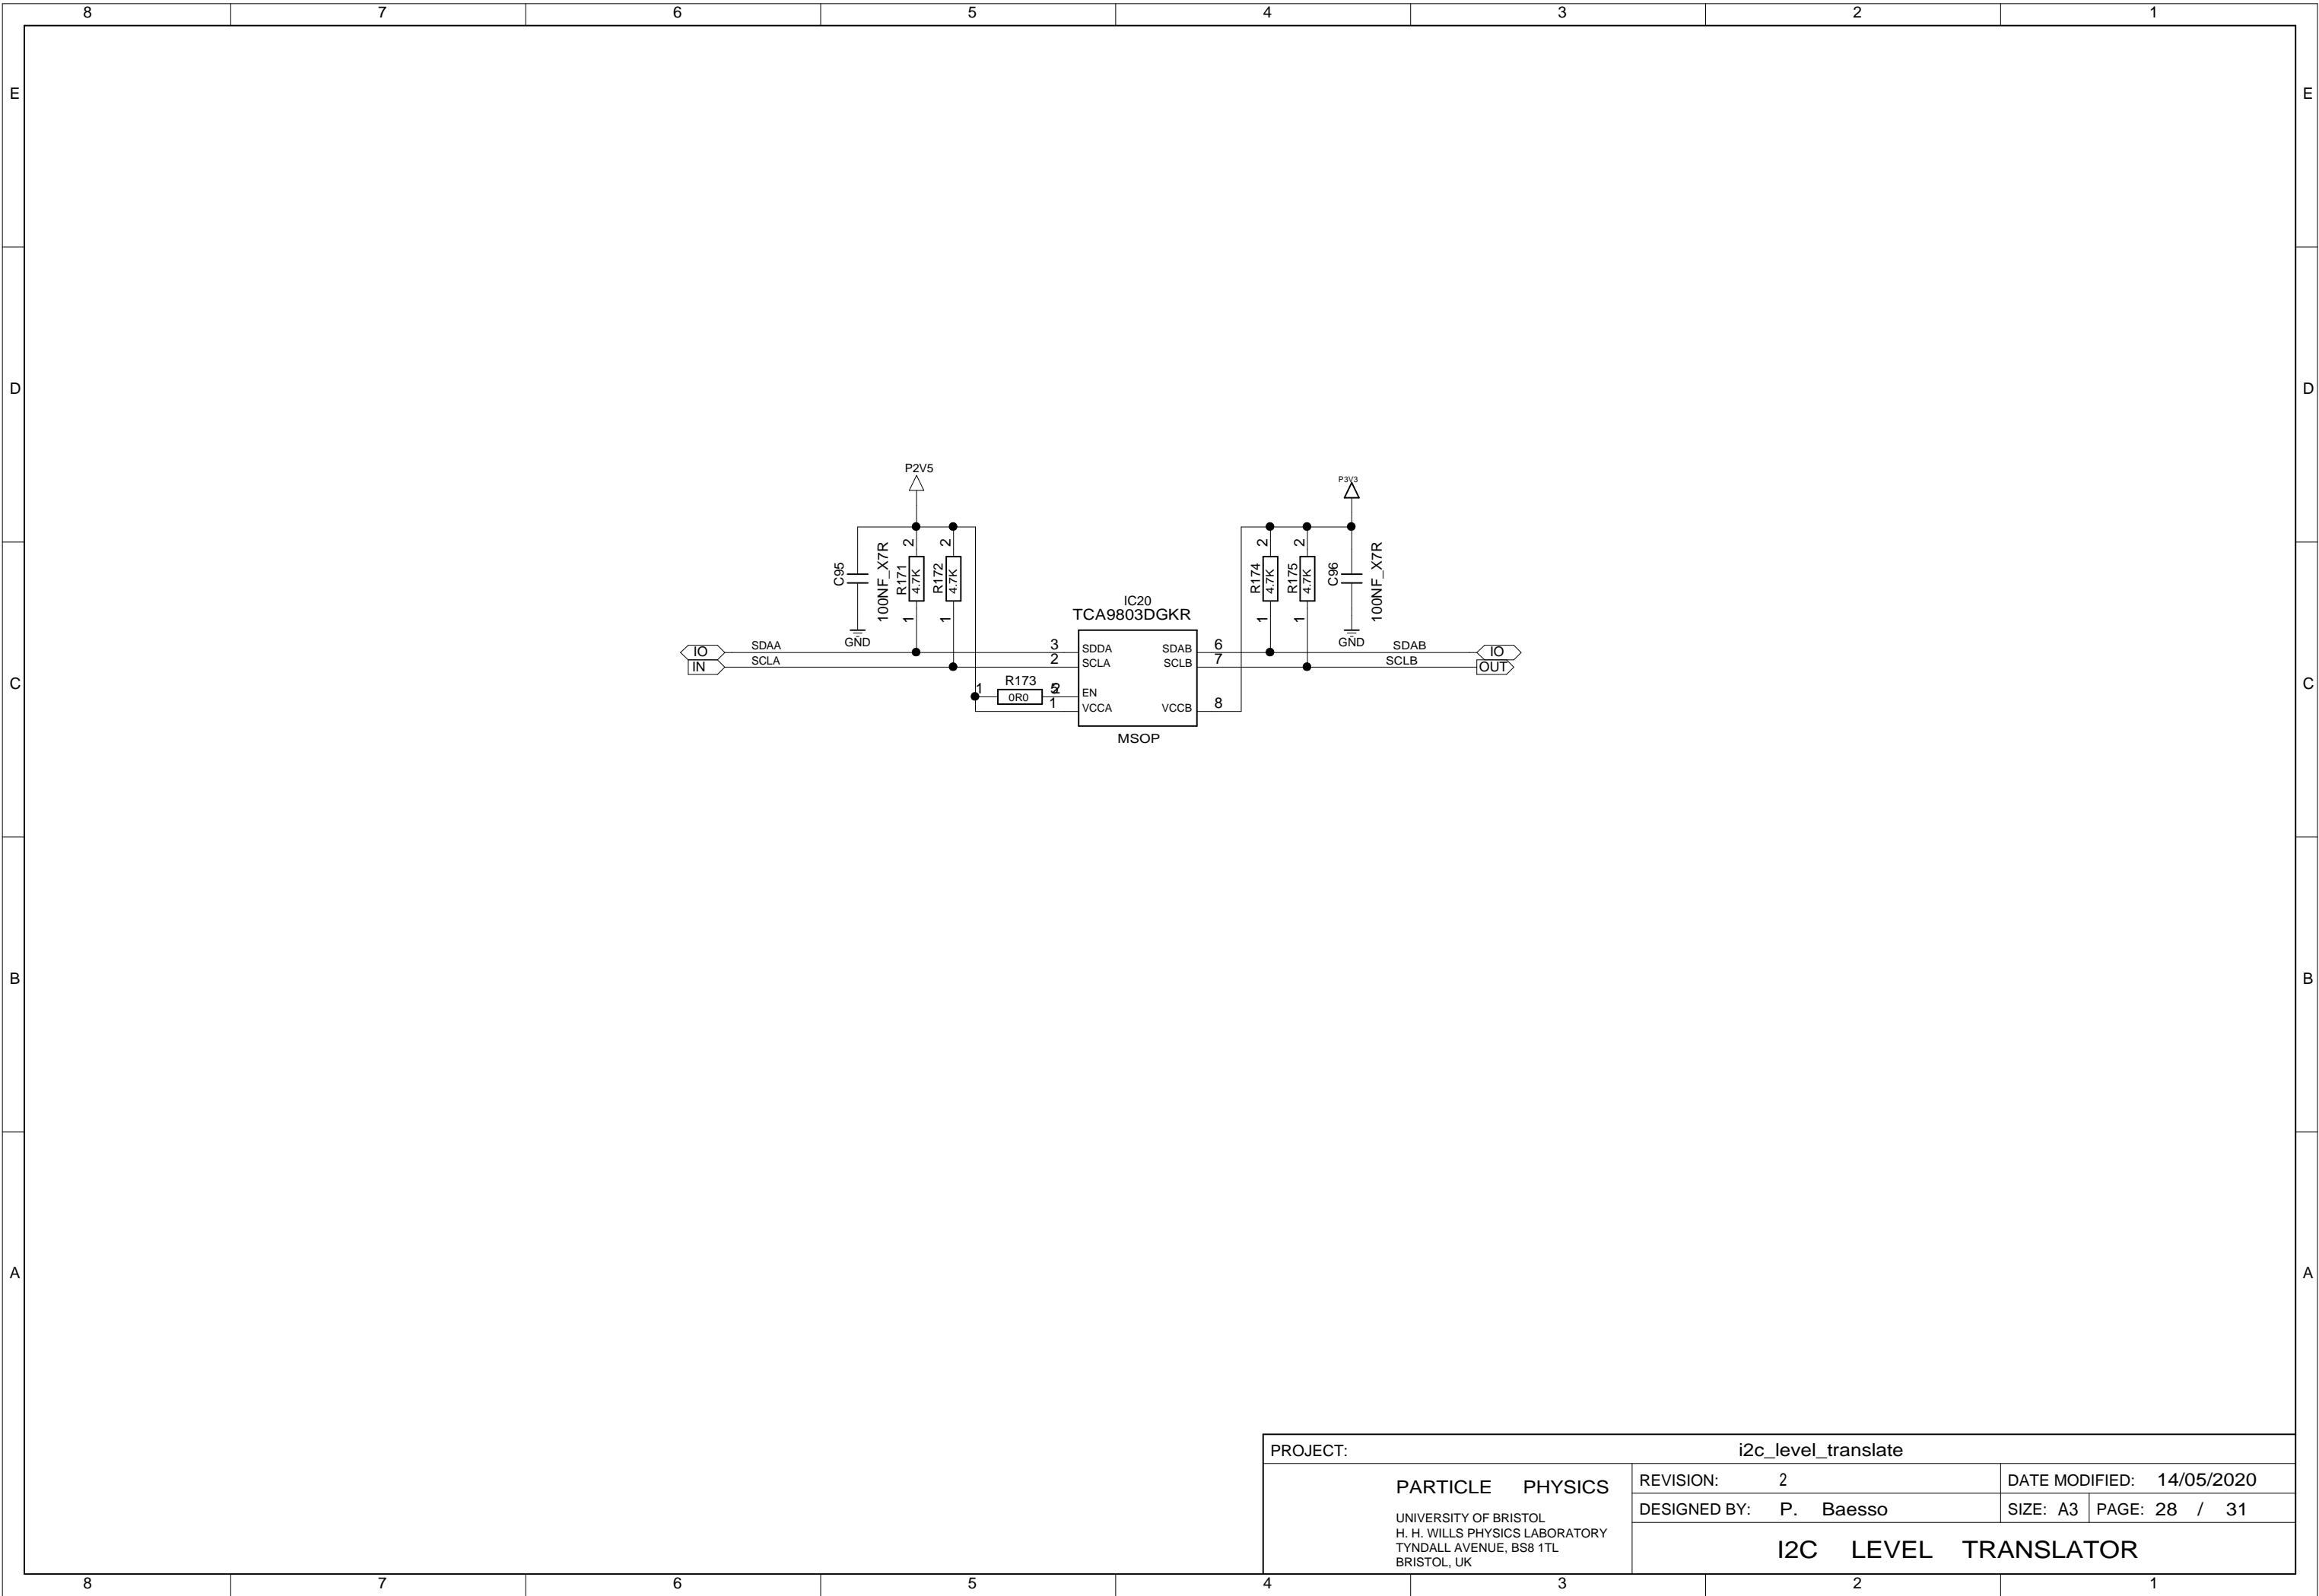 8 7 6 5 4 3 2 1
E E
D D
P2V5
P3V3
C95
100NF_X7R
R171
4.7K
2
1
R172
4.7K
2
1
GND
R174
4.7K
2
1
R175
4.7K
2
1
C96
100NF_X7R
GND
IC20
TCA9803DGKR
IO SDAA 3 SDDA SDAB 6 SDAB IO
IN SCLA 2 SCLA SCLB 7 SCLB OUT
C C
R173
1 0R0 2 5 EN
1 VCCA VCCB 8
MSOP
B B
A A
PROJECT: i2c_level_translate
PARTICLE PHYSICS
UNIVERSITY OF BRISTOL
H. H. WILLS PHYSICS LABORATORY
TYNDALL AVENUE, BS8 1TL
BRISTOL, UK
REVISION: 2 DATE MODIFIED: 14/05/2020
DESIGNED BY: P. Baesso SIZE: A3 PAGE: 28 / 31
I2C LEVEL TRANSLATOR
8 7 6 5 4 3 2 1